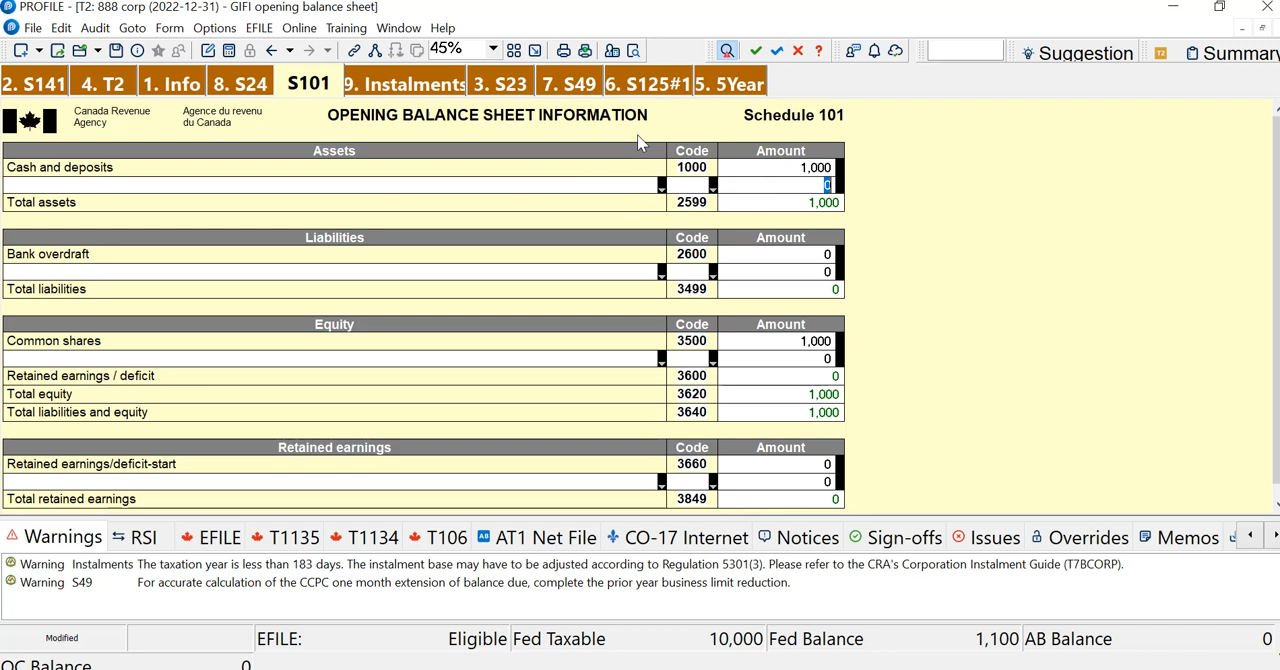 PROFILE - [T2: 888 corp (2022-12-31) - GIFI opening balance sheet]
File Edit Audit Goto Form Options EFILE Online Training Window Help
45% ? Suggestion T2 Summary
2. S141 4. T2 1. Info 8. S24 S101 9. Instalments 3. S23 7. S49 6. S125#1 5. 5Year
Canada Revenue Agence du revenu OPENING BALANCE SHEET INFORMATION Schedule 101
Agency du Canada
Assets Code Amount
Cash and deposits 1000 1,000
0
Total assets 2599 1,000
Liabilities Code Amount
Bank overdraft 2600 0
0
Total liabilities 3499 0
Equity Code Amount
Common shares 3500 1,000
0
Retained earnings / deficit 3600 0
Total equity 3620 1,000
Total liabilities and equity 3640 1,000
Retained earnings Code Amount
Retained earnings/deficit-start 3660 0
0
Total retained earnings 3849 0
Warnings RSI EFILE T1135 T1134 T106 AB AT1 Net File CO-17 Internet Notices Sign-offs Issues Overrides Memos
Warning Instalments The taxation year is less than 183 days. The instalment base may have to be adjusted according to Regulation 5301(3). Please refer to the CRA's Corporation Instalment Guide (T7BCORP).
Warning S49 For accurate calculation of the CCPC one month extension of balance due, complete the prior year business limit reduction.
Modified EFILE: Eligible Fed Taxable 10,000 Fed Balance 1,100 AB Balance 0
QC Balance 0